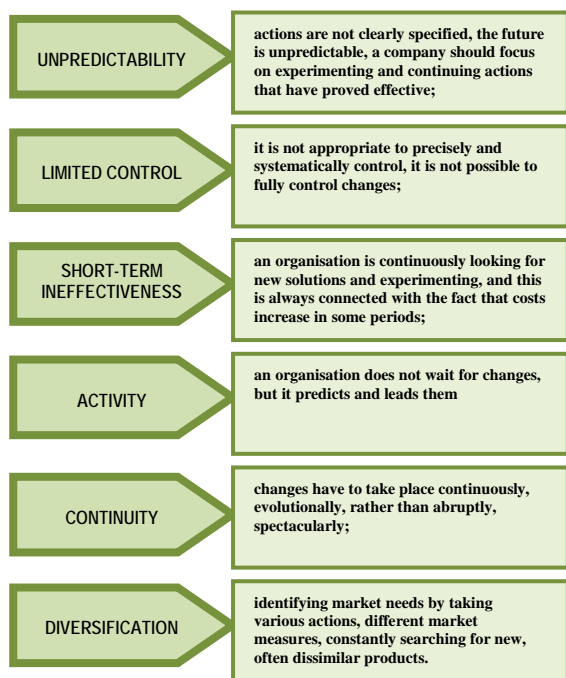 UNPREDICTABILITY
actions are not clearly specified, the future
is unpredictable, a company should focus
on experimenting and continuing actions
that have proved effective;
LIMITED CONTROL
it is not appropriate to precisely and
systematically control, it is not possible to
fully control changes;
SHORT-TERM
INEFFECTIVENESS
an organisation is continuously looking for
new solutions and experimenting, and this
is always connected with the fact that costs
increase in some periods;
ACTIVITY
an organisation does not wait for changes,
but it predicts and leads them
CONTINUITY
changes have to take place continuously,
evolutionally, rather than abruptly,
spectacularly;
DIVERSIFICATION
identifying market needs by taking
various actions, different market
measures, constantly searching for new,
often dissimilar products.